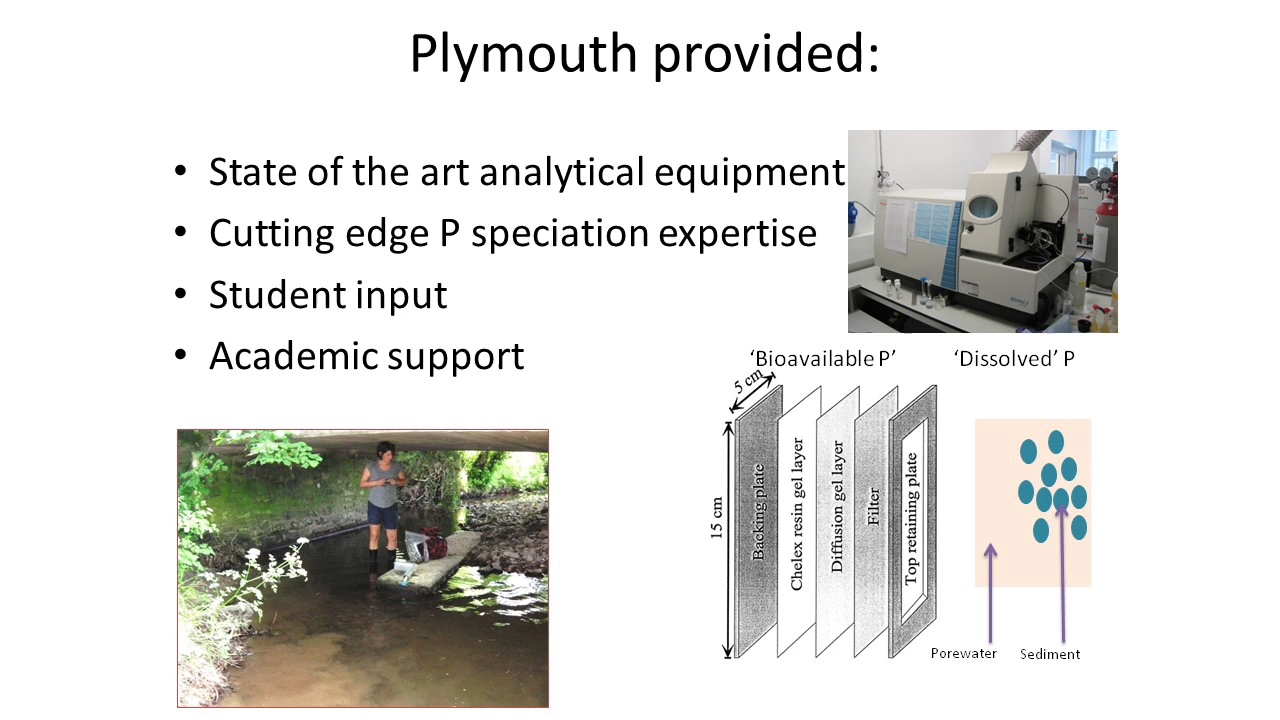 Plymouth provided:
• State of the art analytical equipment
• Cutting edge P speciation expertise
• Student input
• Academic support
‘Bioavailable P’
‘Dissolved’ P
5 cm
15 cm
Backing plate
Chelex resin gel layer
Diffusion gel layer
Filter
Top retaining plate
Porewater
Sediment